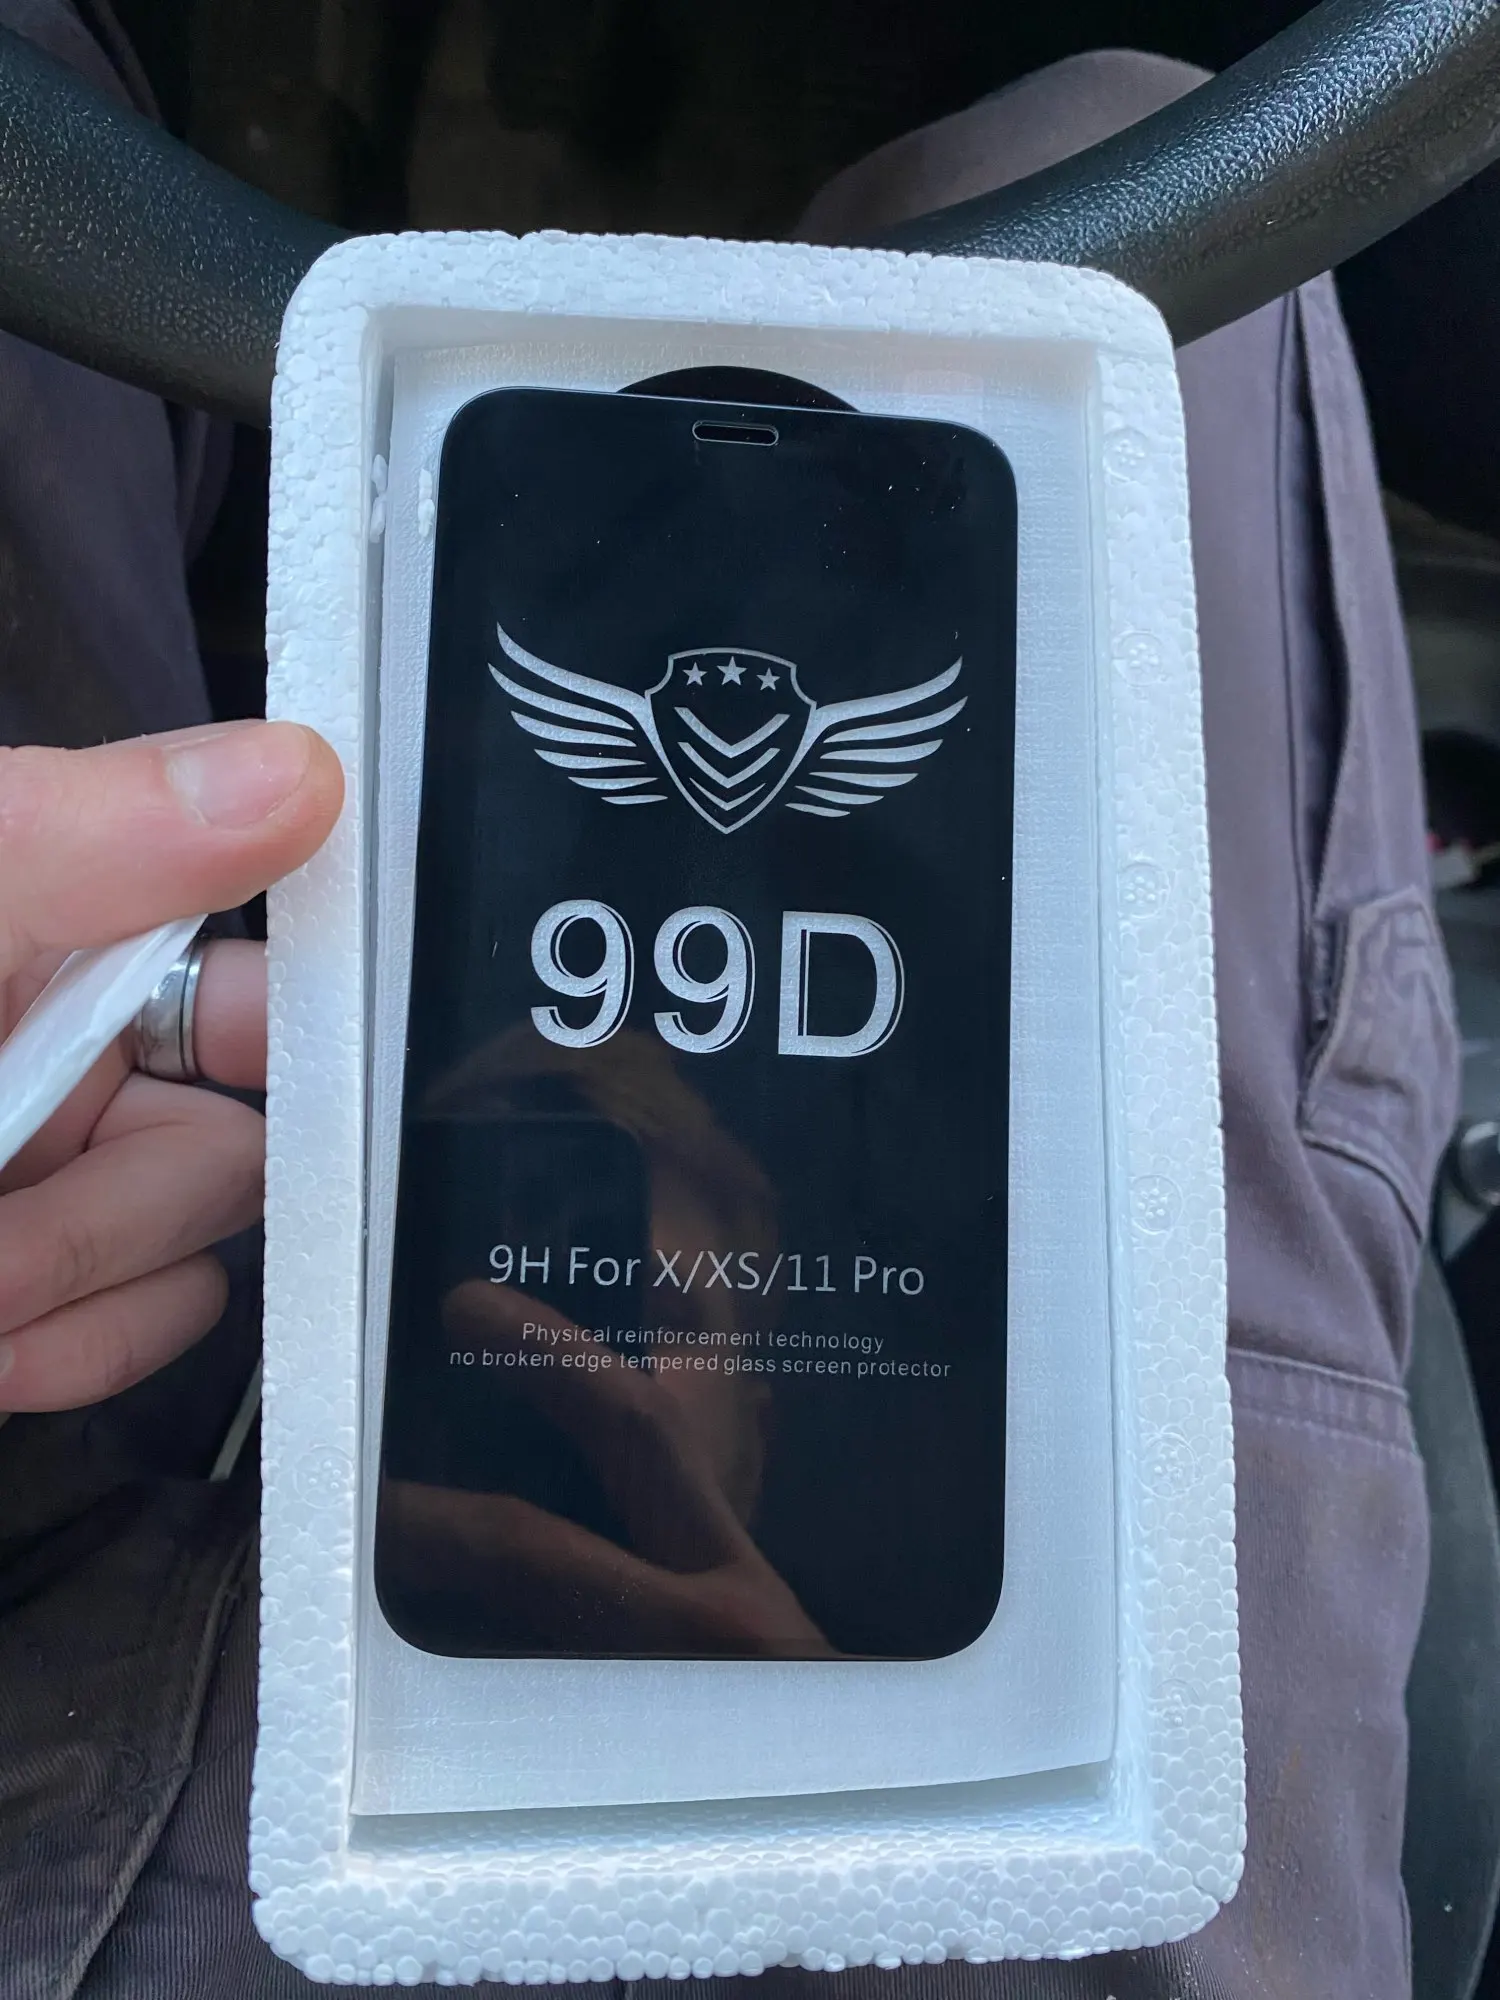 99D
9H For X/XS/11 Pro
Physical reinforcement technology
no broken edge tempered glass screen protector